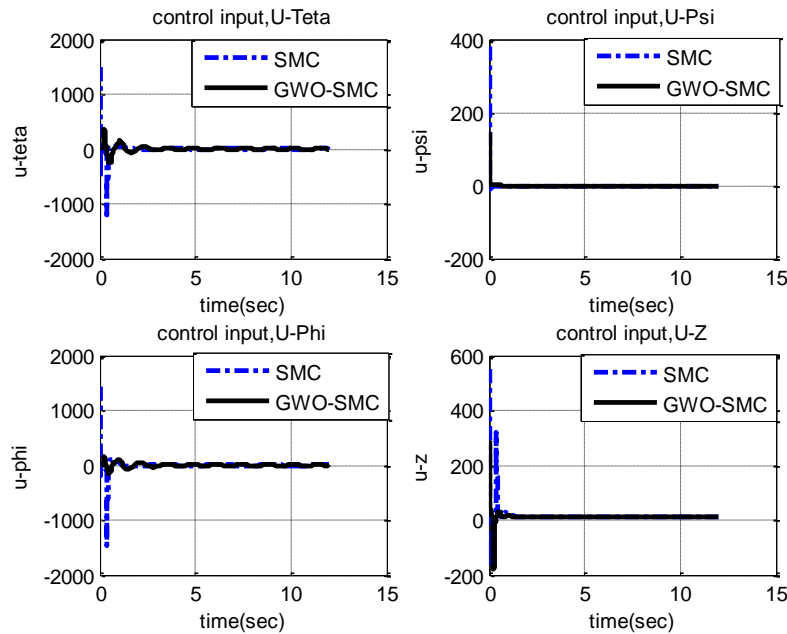 control input,U-Teta
2000
1000
0
-1000
-2000
u-teta
SMC
GWO-SMC
0
5
10
15
time(sec)
control input,U-Psi
400
200
0
-200
u-psi
SMC
GWO-SMC
0
5
10
15
time(sec)
control input,U-Phi
2000
1000
0
-1000
-2000
u-phi
SMC
GWO-SMC
0
5
10
15
time(sec)
control input,U-Z
600
400
200
0
-200
u-z
SMC
GWO-SMC
0
5
10
15
time(sec)